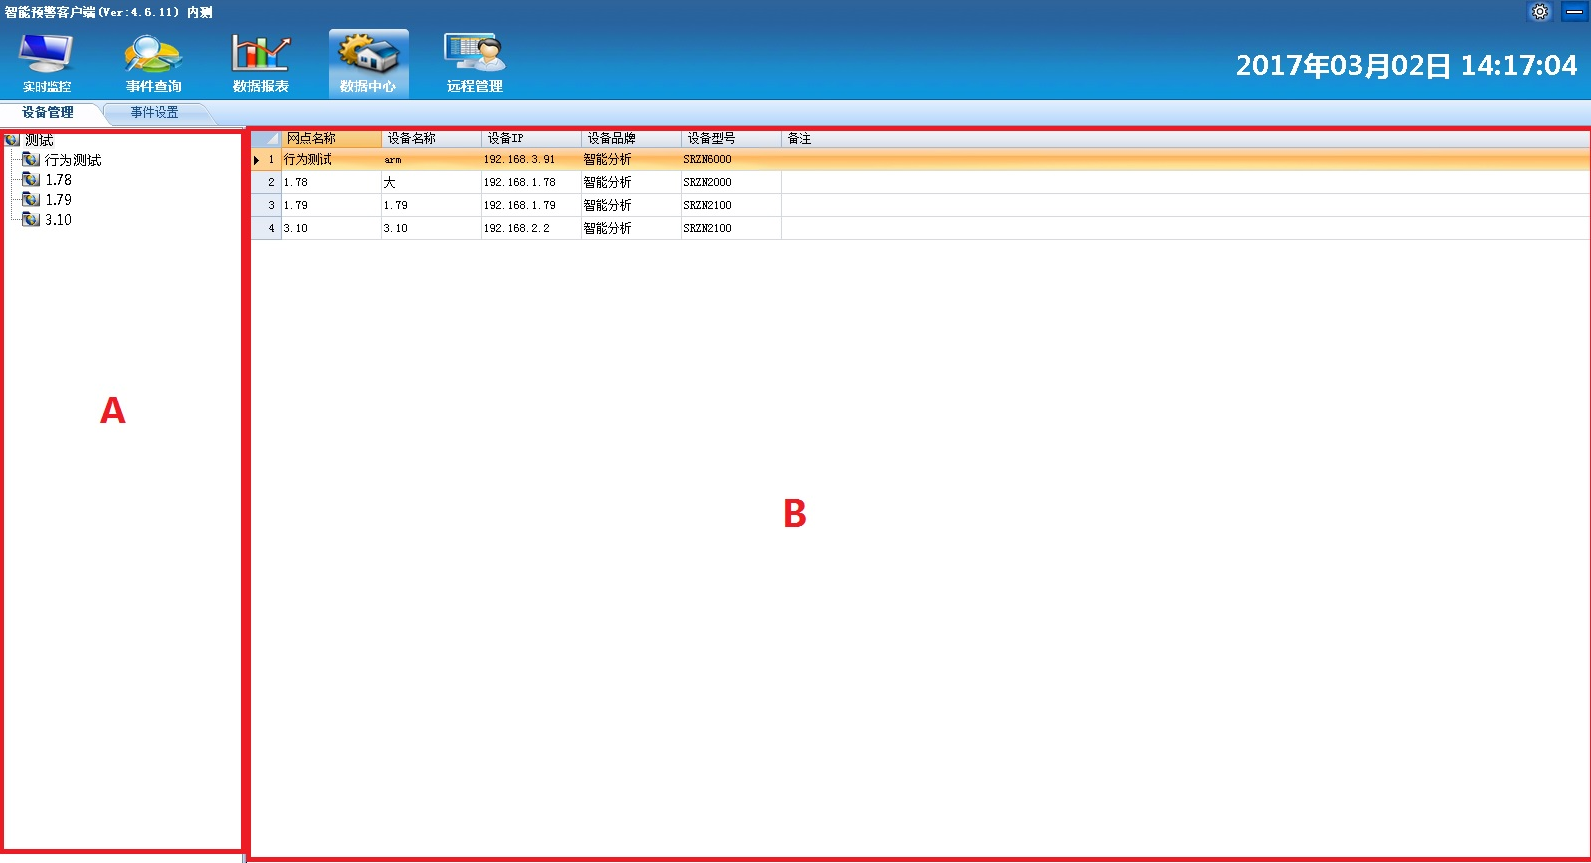 智能预警客户端(Ver:4.6.11) 内测
实时监控 事件查询 数据报表 数据中心 远程管理
2017年03月02日 14:17:04
设备管理 事件设置
测试
行为测试
1.78
1.79
3.10
A
网点名称 设备名称 设备IP 设备品牌 设备型号 备注
1 行为测试 arm 192.168.3.91 智能分析 SRZN6000
2 1.78 大 192.168.1.78 智能分析 SRZN2000
3 1.79 1.79 192.168.1.79 智能分析 SRZN2100
4 3.10 3.10 192.168.2.2 智能分析 SRZN2100
B